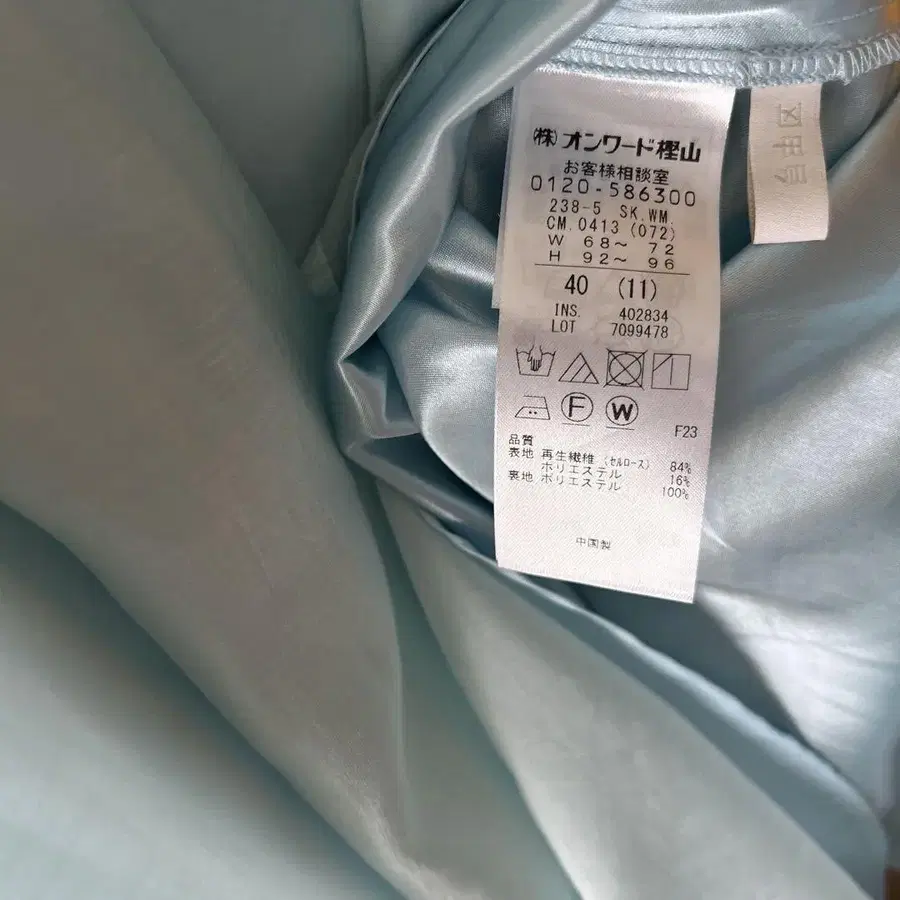 (株)オンワード樫山
お客様相談室
0120-586300
238-5 SK.WM.
CM.0413 (072)
W 68～ 72
H 92～ 96
40 (11)
INS. 402834
LOT 7099478
F
W
F23
品質
表地 再生繊維 (セルロース) 84%
ポリエステル 16%
裏地 ポリエステル 100%
中国製
自由区